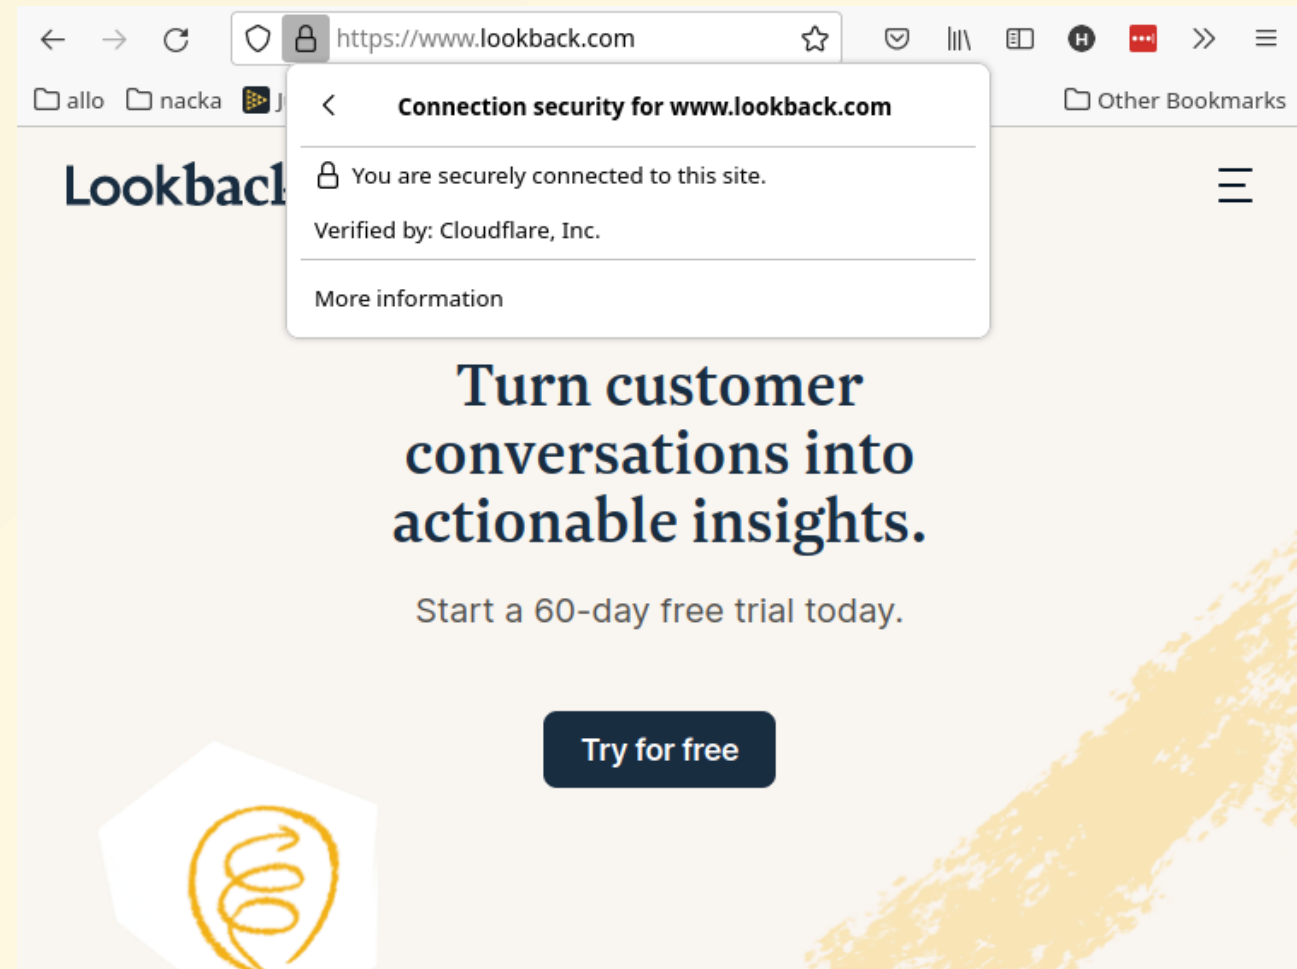 https://www.lookback.com
H
allo
nacka
Other Bookmarks
Connection security for www.lookback.com
You are securely connected to this site.
Verified by: Cloudflare, Inc.
More information
Lookback
Turn customer
conversations into
actionable insights.
Start a 60-day free trial today.
Try for free